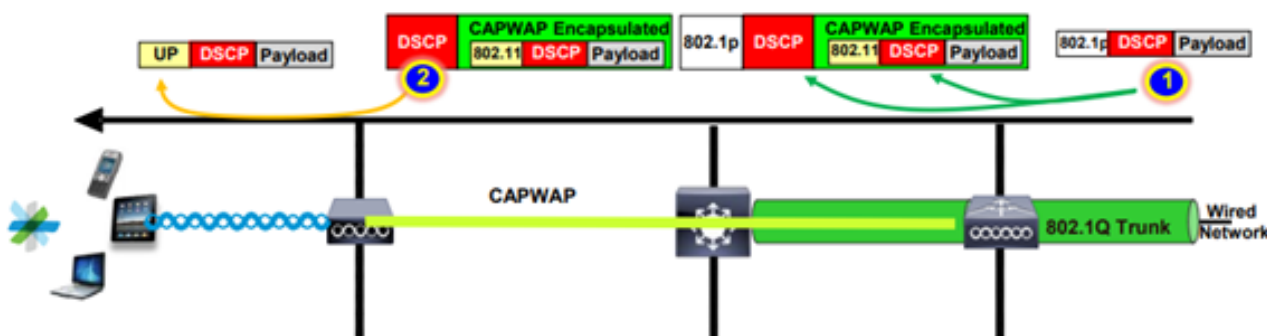 UP DSCP Payload
DSCP
CAPWAP Encapsulated
802.11 DSCP Payload
2
802.1p DSCP
CAPWAP Encapsulated
802.11 DSCP Payload
802.1p DSCP Payload
1
CAPWAP
802.1Q Trunk
Wired
Network